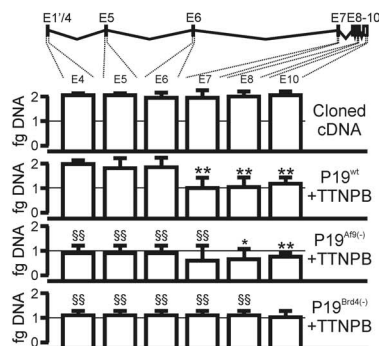 E1'/4 E5 E6 E7E8-10
E4 E5 E6 E7 E8 E10
fg DNA 2 1 0 Cloned cDNA
** ** **
fg DNA 2 1 0 P19wt +TTNPB
§§ §§ §§ §§ * **
fg DNA 2 1 0 P19Af9(-) +TTNPB
§§ §§ §§ §§ §§
fg DNA 2 1 0 P19Brd4(-) +TTNPB